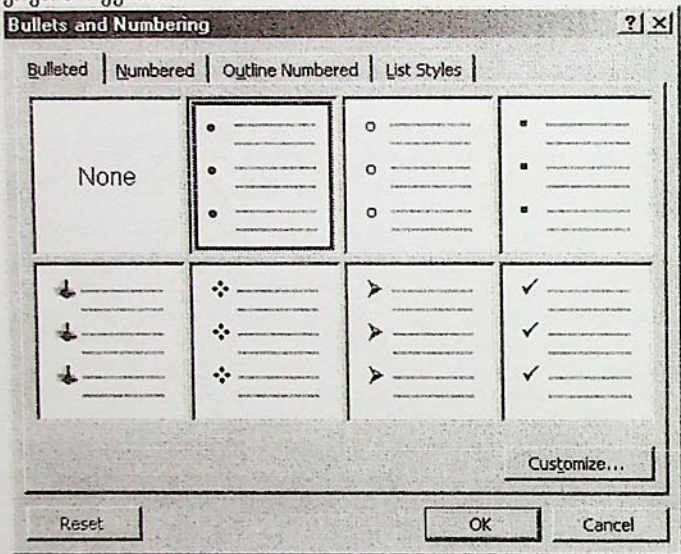 Bullets and Numbering
Bulleted Numbered Outline Numbered List Styles
None
Customize...
Reset OK Cancel